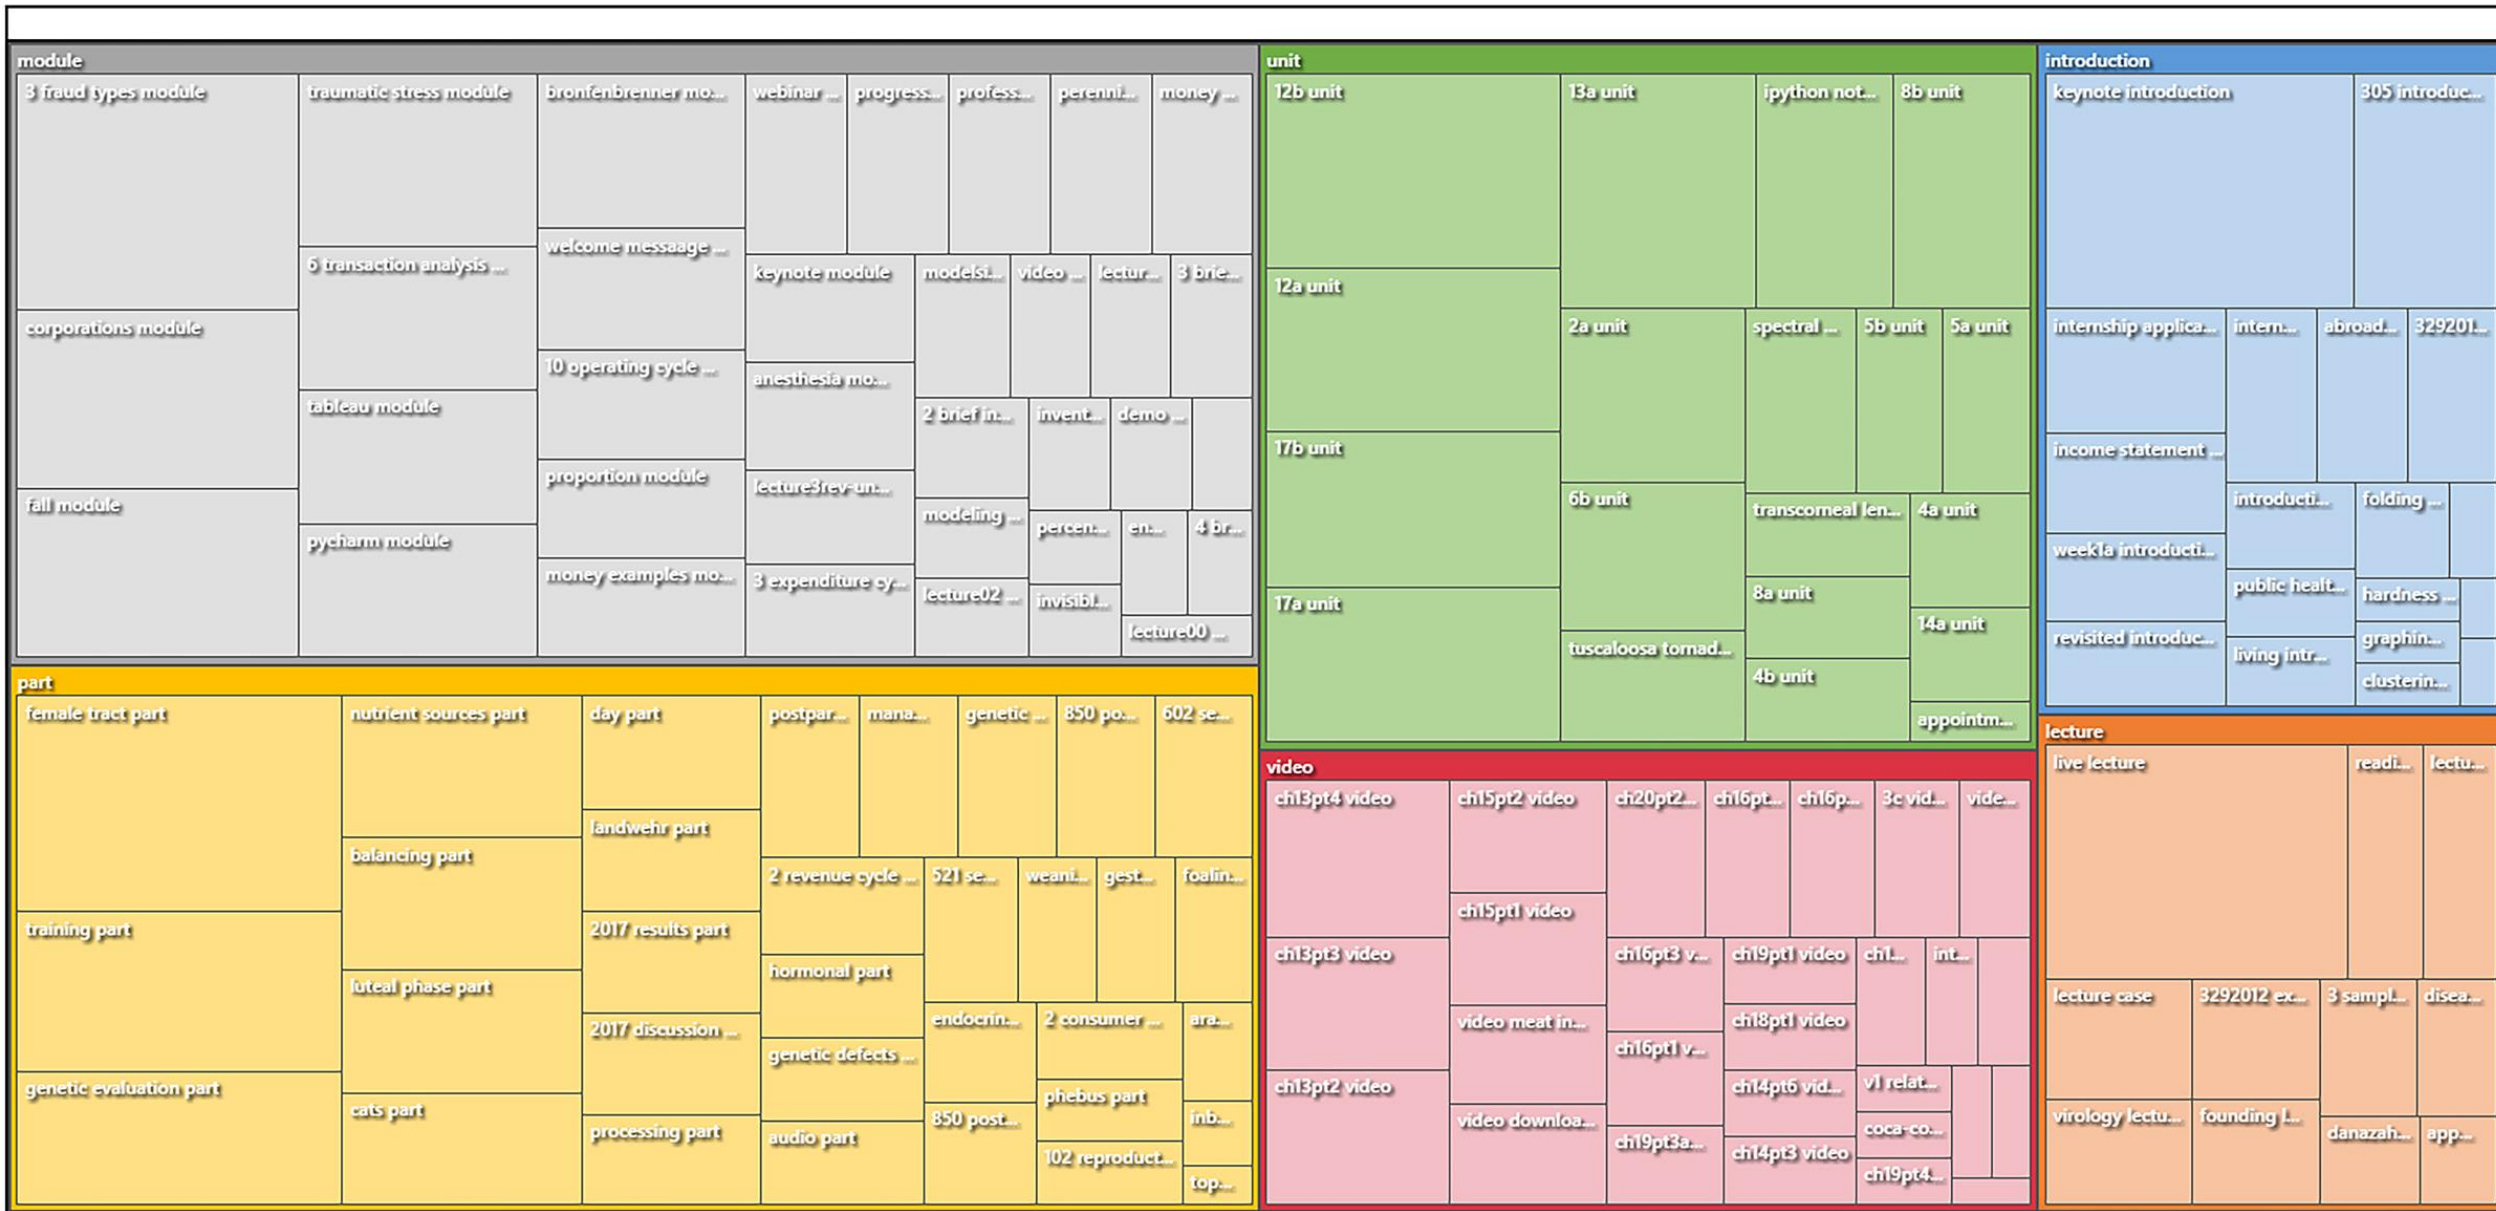 module
3 fraud types module
corporations module
fall module
traumatic stress module
6 transaction analysis ...
tableau module
pycharm module
bronfenbrenner mo...
welcome messaage ...
10 operating cycle ...
proportion module
money examples mo...
webinar ...
progress...
profess...
perenni...
money ...
keynote module
anesthesia mo...
lecture3rev-un...
3 expenditure cy...
modelsi...
video ...
lectur...
3 brie...
2 brief in...
modeling ...
lecture02 ...
invent...
demo ...
percen...
invisibl...
en...
4 br...
lecture00 ...
part
female tract part
training part
genetic evaluation part
nutrient sources part
balancing part
luteal phase part
cats part
day part
landwehr part
2017 results part
2017 discussion ...
processing part
postpar...
mana...
genetic ...
850 po...
602 se...
2 revenue cycle ...
hormonal part
genetic defects ...
audio part
521 se...
weani...
gest...
foalin...
endocrin...
850 post...
2 consumer ...
phebus part
102 reproduct...
ara...
inb...
top...
unit
12b unit
12a unit
17b unit
17a unit
13a unit
ipython not...
8b unit
2a unit
6b unit
tuscaloosa tornad...
spectral ...
5b unit
5a unit
transcorneal len...
8a unit
4b unit
4a unit
14a unit
appointm...
video
ch13pt4 video
ch13pt3 video
ch13pt2 video
ch15pt2 video
ch15pt1 video
video meat in...
video downloa...
ch20pt2...
ch16pt...
ch16p...
3c vid...
vide...
ch16pt3 v...
ch16pt1 v...
ch19pt3a...
ch19pt1 video
ch18pt1 video
ch14pt6 vid...
ch14pt3 video
ch1...
int...
v1 relat...
coca-co...
ch19pt4...
introduction
keynote introduction
305 introduc...
internship applica...
income statement ...
week1a introducti...
revisited introduc...
intern...
abroad...
329201...
introducti...
public healt...
living intr...
folding ...
hardness ...
graphin...
clusterin...
lecture
live lecture
readi...
lectu...
lecture case
virology lectu...
3292012 ex...
founding l...
3 sampl...
disea...
danazah...
app...